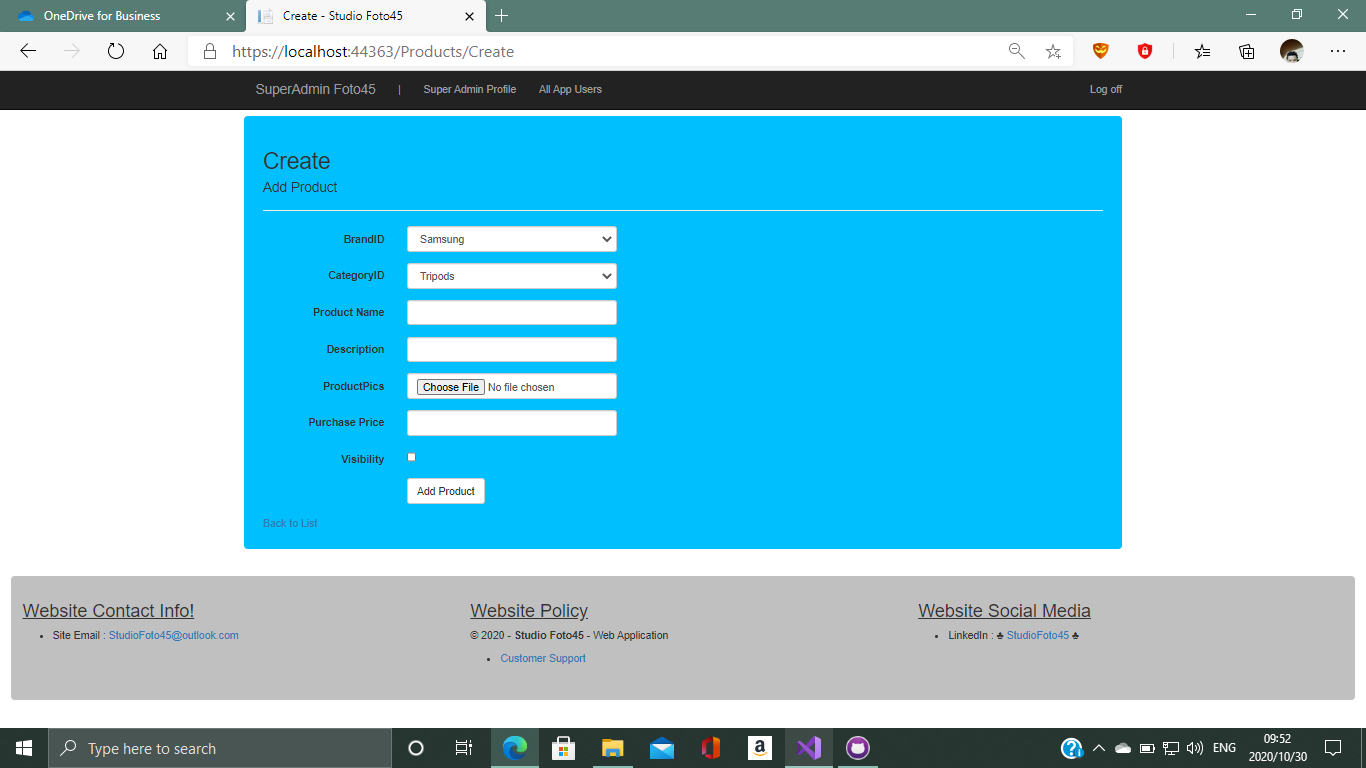 OneDrive for Business
Create - Studio Foto45
https://localhost:44363/Products/Create
SuperAdmin Foto45 | Super Admin Profile All App Users Log off
Create
Add Product
BrandID Samsung
CategoryID Tripods
Product Name
Description
ProductPics Choose File No file chosen
Purchase Price
Visibility
Add Product
Back to List
Website Contact Info!
• Site Email : StudioFoto45@outlook.com
Website Policy
© 2020 - Studio Foto45 - Web Application
• Customer Support
Website Social Media
• LinkedIn : ♣ StudioFoto45 ♣
Type here to search
a
ENG
09:52
2020/10/30